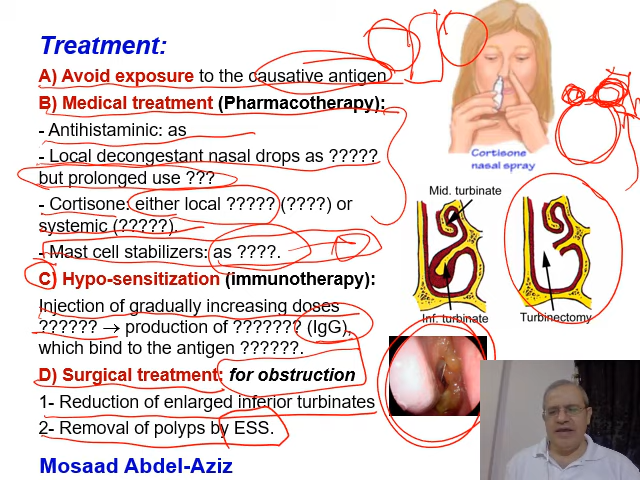 Treatment:
A) Avoid exposure to the causative antigen
B) Medical treatment (Pharmacotherapy):
- Antihistaminic: as
- Local decongestant nasal drops as ?????
but prolonged use ???
- Cortisone: either local ????? (????) or
systemic (?????).
- Mast cell stabilizers: as ????.
C) Hypo-sensitization (immunotherapy):
Injection of gradually increasing doses
?????? → production of ??????? (IgG),
which bind to the antigen ??????.
D) Surgical treatment: for obstruction
1- Reduction of enlarged inferior turbinates
2- Removal of polyps by ESS.
Mosaad Abdel-Aziz
Cortisone
nasal spray
Mid. turbinate
Inf. turbinate
Turbinectomy